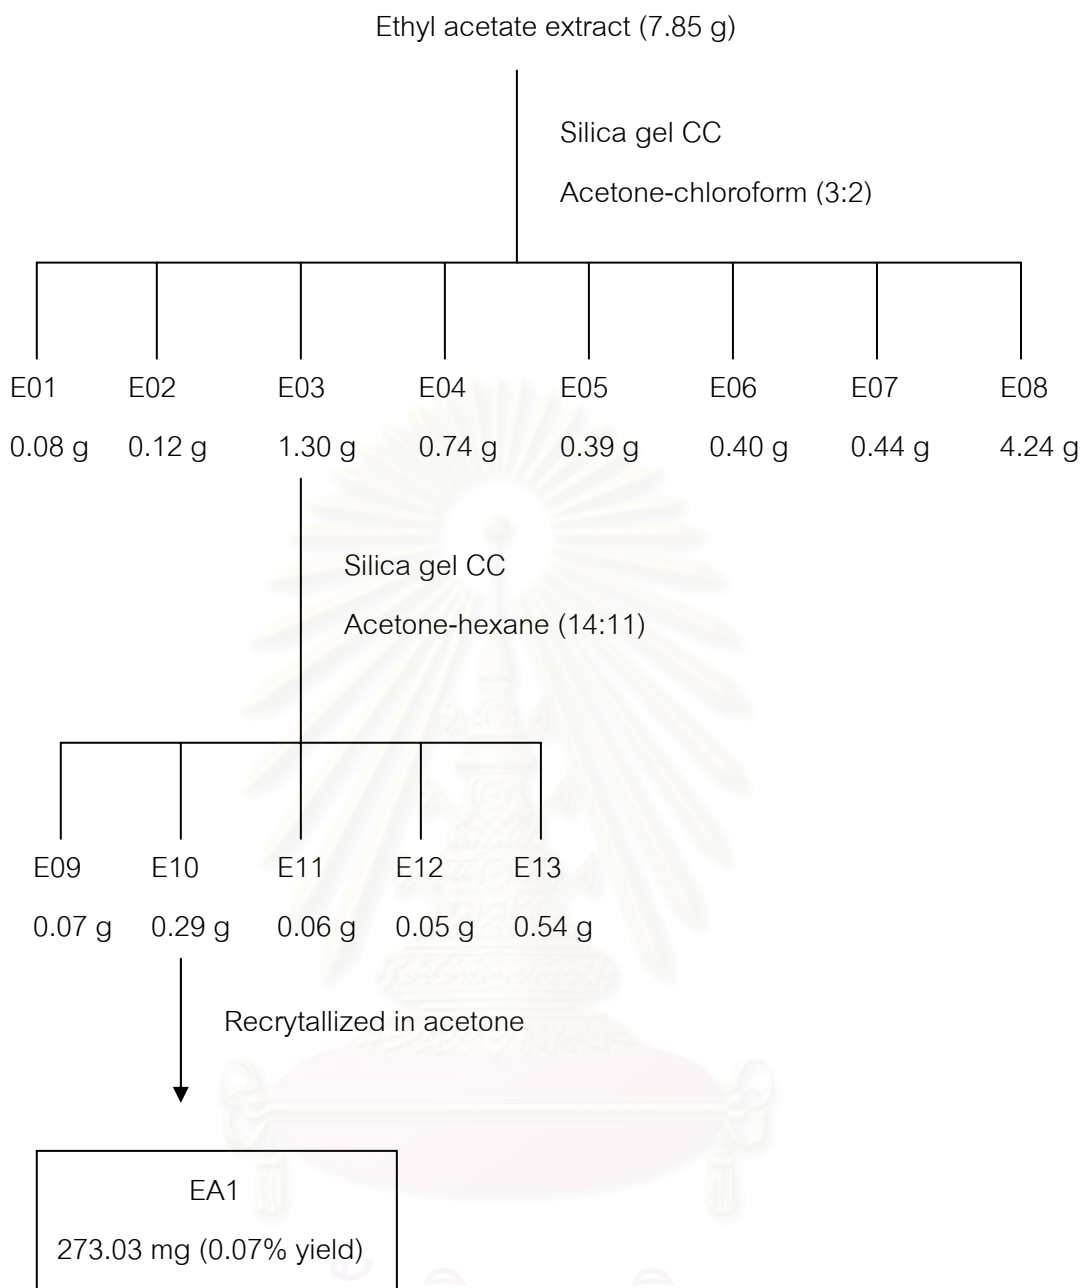 Ethyl acetate extract (7.85 g)
Silica gel CC
Acetone-chloroform (3:2)
E01 E02 E03 E04 E05 E06 E07 E08
0.08 g 0.12 g 1.30 g 0.74 g 0.39 g 0.40 g 0.44 g 4.24 g
Silica gel CC
Acetone-hexane (14:11)
E09 E10 E11 E12 E13
0.07 g 0.29 g 0.06 g 0.05 g 0.54 g
Recrytallized in acetone
EA1
273.03 mg (0.07% yield)